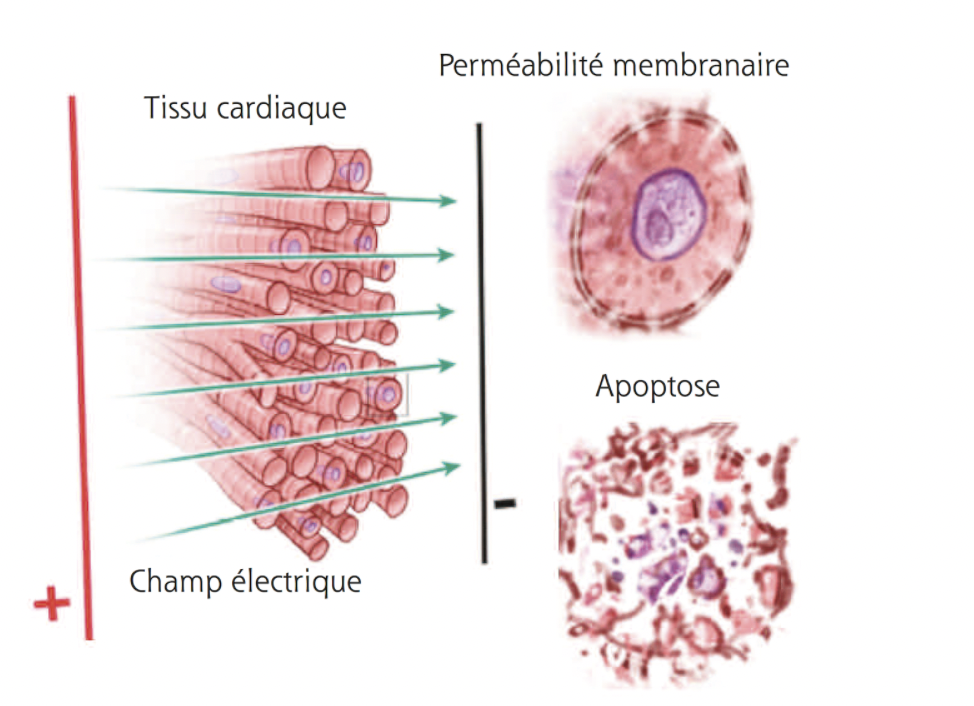 Perméabilité membranaire
Tissu cardiaque
Apoptose
Champ électrique
+
-